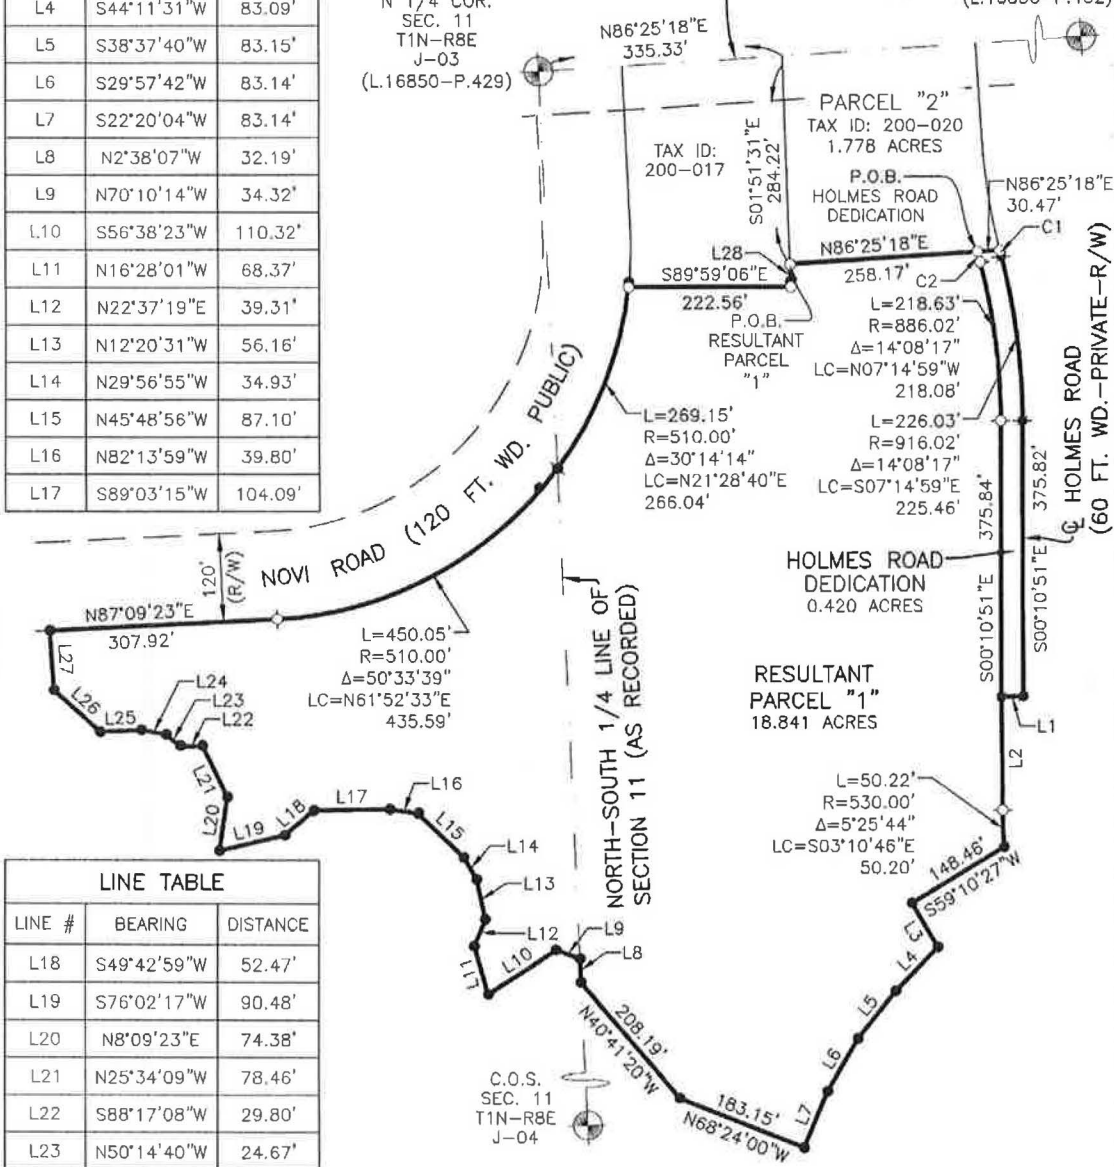 L4 S44°11'31"W 83.09'
L5 S38°37'40"W 83.15'
L6 S29°57'42"W 83.14'
L7 S22°20'04"W 83.14'
L8 N2°38'07"W 32.19'
L9 N70°10'14"W 34.32'
L10 S56°38'23"W 110.32'
L11 N16°28'01"W 68.37'
L12 N22°37'19"E 39.31'
L13 N12°20'31"W 56.16'
L14 N29°56'55"W 34.93'
L15 N45°48'56"W 87.10'
L16 N82°13'59"W 39.80'
L17 S89°03'15"W 104.09'
N 1/4 COR.
SEC. 11
T1N-R8E
J-03
(L.16850-P.429)
N86°25'18"E
335.33'
PARCEL "2"
TAX ID: 200-020
1.778 ACRES
TAX ID:
200-017
S01°51'31"E
284.22'
P.O.B.
HOLMES ROAD
DEDICATION
N86°25'18"E
30.47'
C1
L28
N86°25'18"E
258.17'
C2
S89°59'06"E
222.56'
P.O.B.
RESULTANT
PARCEL
"1"
L=218.63'
R=886.02'
Δ=14°08'17"
LC=N07°14'59"W
218.08'
L=226.03'
R=916.02'
Δ=14°08'17"
LC=S07°14'59"E
225.46'
L=269.15'
R=510.00'
Δ=30°14'14"
LC=N21°28'40"E
266.04'
375.84'
S00°10'51"E
375.82'
S00°10'51"E
℄ HOLMES ROAD
(60 FT. WD.-PRIVATE-R/W)
HOLMES ROAD
DEDICATION
0.420 ACRES
NOVI ROAD (120 FT. WD. PUBLIC)
120'
(R/W)
N87°09'23"E
307.92'
L=450.05'
R=510.00'
Δ=50°33'39"
LC=N61°52'33"E
435.59'
NORTH-SOUTH 1/4 LINE OF
SECTION 11 (AS RECORDED)
RESULTANT
PARCEL "1"
18.841 ACRES
L1
L2
L=50.22'
R=530.00'
Δ=5°25'44"
LC=S03°10'46"E
50.20'
148.46'
S59°10'27"W
L3
L4
L5
L6
L7
183.15'
N68°24'00"W
208.19'
N40°41'20"W
L8
L9
L10
L11
L12
L13
L14
L15
L16
L17
L18
L19
L20
L21
L22
L23
L24
L25
L26
L27
C.O.S.
SEC. 11
T1N-R8E
J-04
LINE TABLE
LINE # BEARING DISTANCE
L18 S49°42'59"W 52.47'
L19 S76°02'17"W 90.48'
L20 N8°09'23"E 74.38'
L21 N25°34'09"W 78.46'
L22 S88°17'08"W 29.80'
L23 N50°14'40"W 24.67'